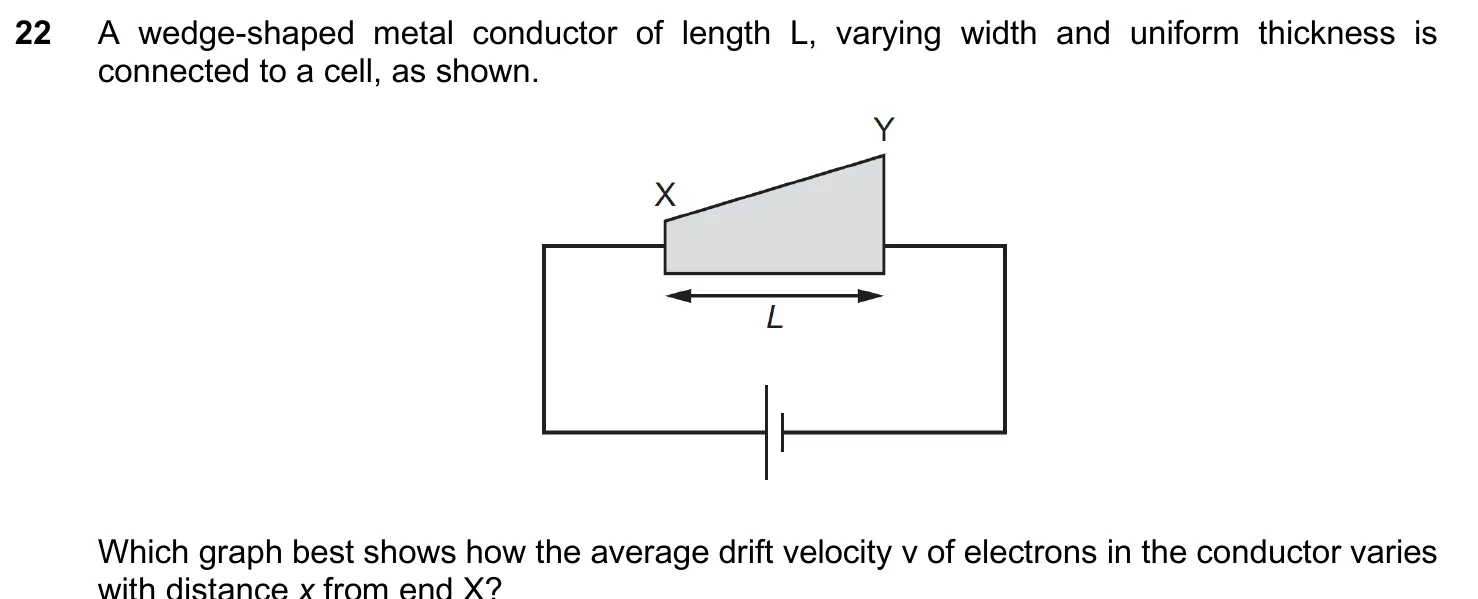 22 A wedge-shaped metal conductor of length L, varying width and uniform thickness is
connected to a cell, as shown.
Y
X
L
Which graph best shows how the average drift velocity v of electrons in the conductor varies
with distance x from end X?